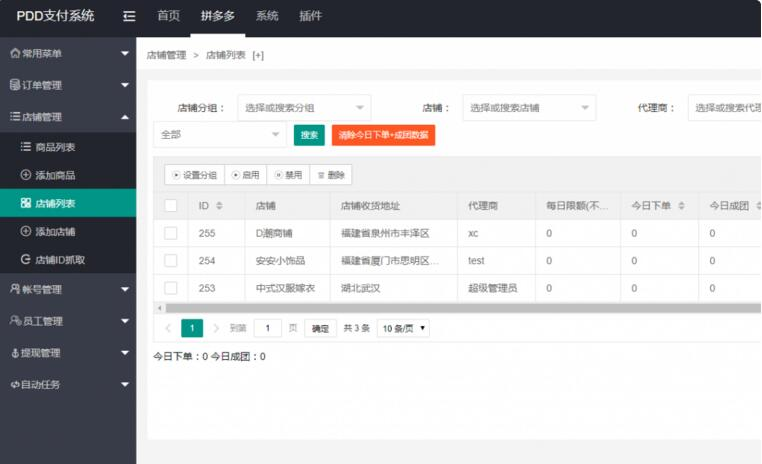 PDD支付系统 首页 拼多多 系统 插件
常用菜单
订单管理
店铺管理
商品列表
添加商品
店铺列表
添加店铺
店铺ID抓取
帐号管理
员工管理
提现管理
自动任务
店铺管理 > 店铺列表 [+]
店铺分组： 选择或搜索分组 店铺： 选择或搜索店铺 代理商： 选择或搜索代理
全部 搜索 清除今日下单+成团数据
设置分组 启用 禁用 删除
ID 店铺 店铺收货地址 代理商 每日限额(不... 今日下单 今日成团
255 D潮商铺 福建省泉州市丰泽区 xc 0 0 0
254 安安小饰品 福建省厦门市思明区... test 0 0 0
253 中式汉服嫁衣 湖北武汉 超级管理员 0 0 0
1 到第 1 页 确定 共 3 条 10 条/页
今日下单：0 今日成团：0